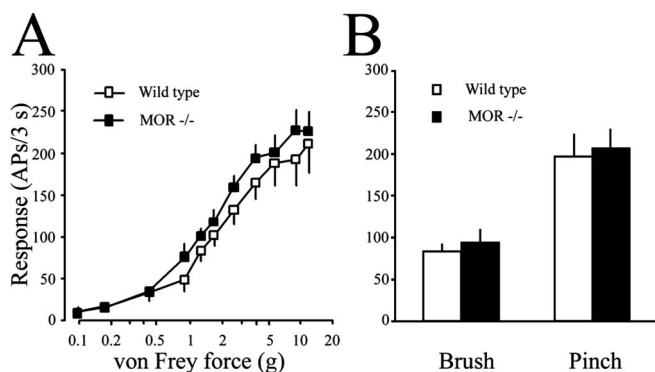 A
B
300
250
200
150
100
50
0
Response (APs/3 s)
Wild type
MOR -/-
0.1 0.2 0.5 1 2 5 10 20
von Frey force (g)
300
250
200
150
100
50
0
Wild type
MOR -/-
Brush Pinch